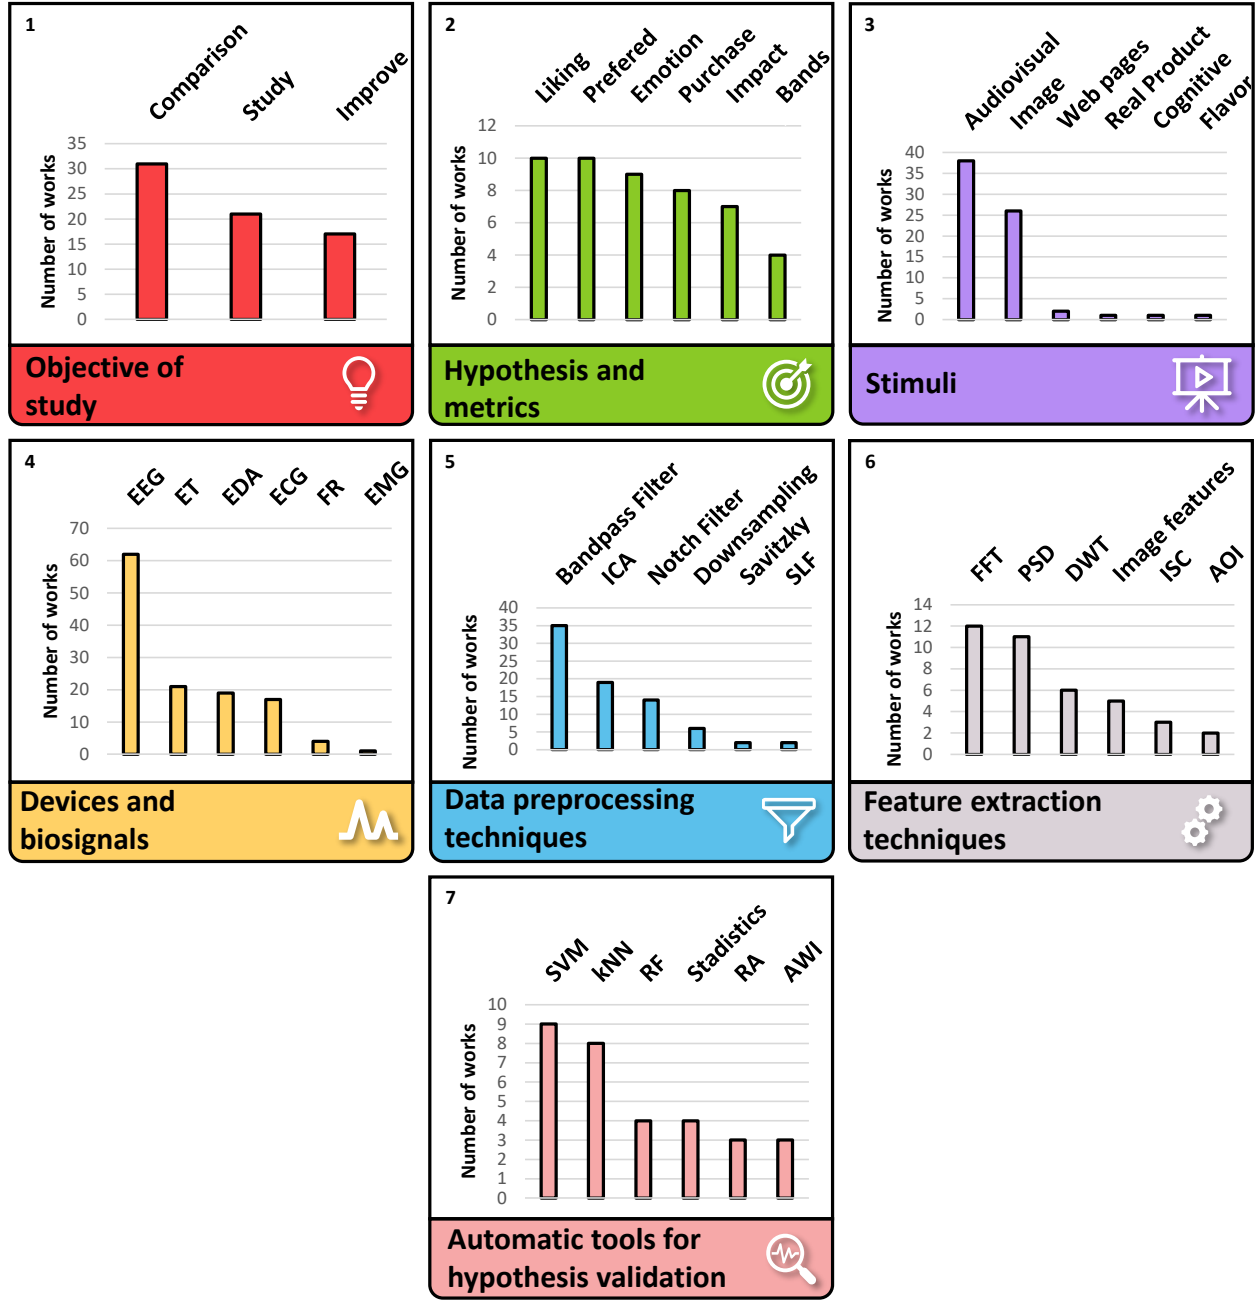 1
Comparison
Study
Improve
Number of works
35
30
25
20
15
10
5
0
Objective of
study
2
Liking
Prefered
Emotion
Purchase
Impact
Bands
Number of works
12
10
8
6
4
2
0
Hypothesis and
metrics
3
Audiovisual
Image
Web pages
Real Product
Cognitive
Flavor
Number of works
40
35
30
25
20
15
10
5
0
Stimuli
4
EEG
ET
EDA
ECG
FR
EMG
Number of works
70
60
50
40
30
20
10
0
Devices and
biosignals
5
Bandpass Filter
ICA
Notch Filter
Downsampling
Savitzky
SLF
Number of works
40
35
30
25
20
15
10
5
0
Data preprocessing
techniques
6
FFT
PSD
DWT
Image features
ISC
AOI
Number of works
14
12
10
8
6
4
2
0
Feature extraction
techniques
7
SVM
kNN
RF
Stadistics
RA
AWI
Number of works
10
9
8
7
6
5
4
3
2
1
0
Automatic tools for
hypothesis validation